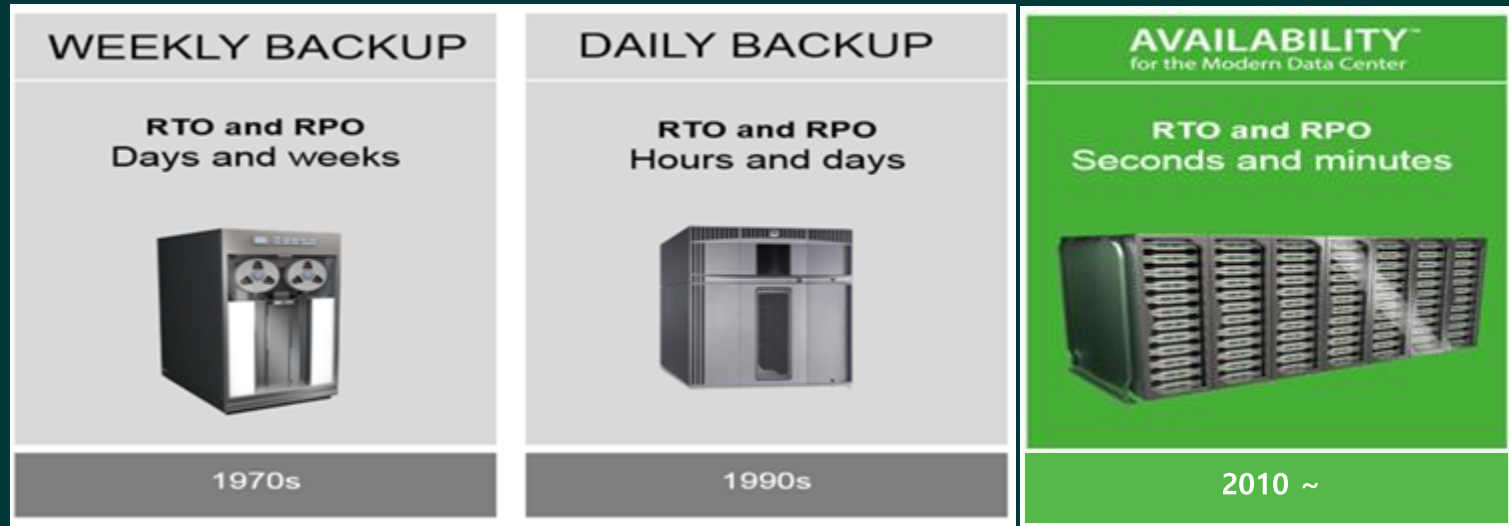 WEEKLY BACKUP
RTO and RPO
Days and weeks
1970s
DAILY BACKUP
RTO and RPO
Hours and days
1990s
AVAILABILITY™
for the Modern Data Center
RTO and RPO
Seconds and minutes
2010 ~